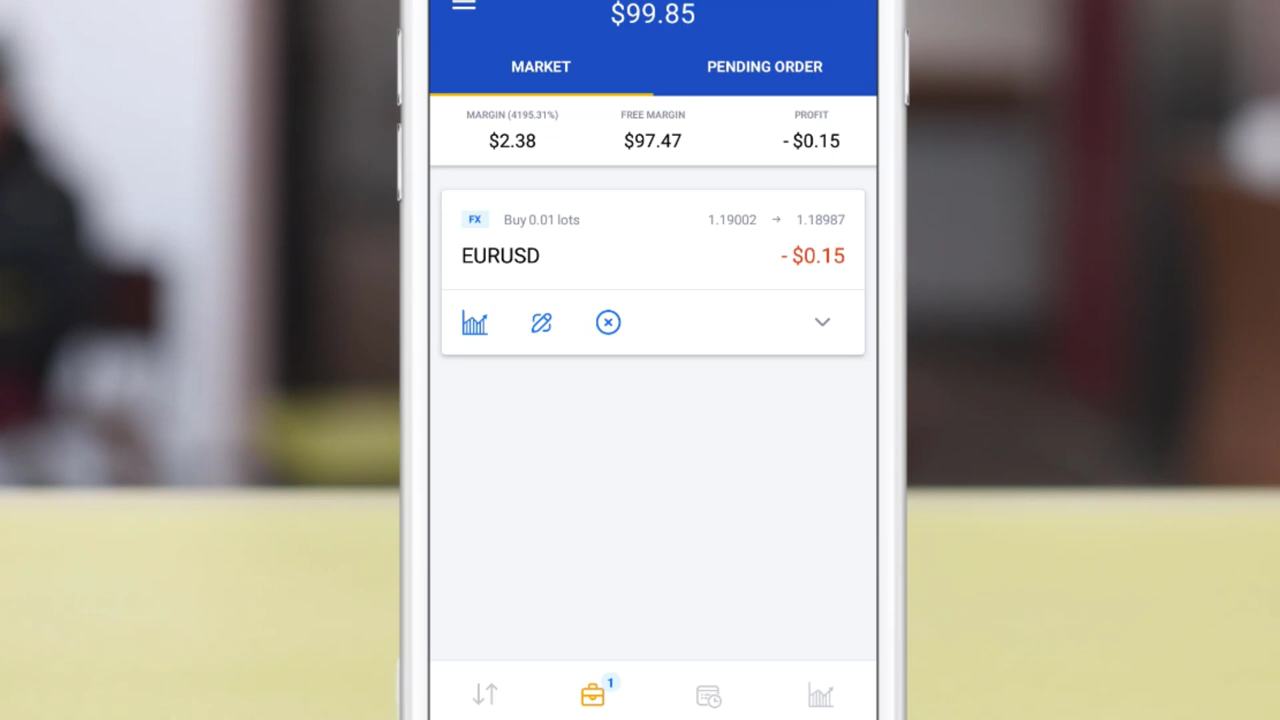 $99.85
MARKET PENDING ORDER
MARGIN (4195.31%) FREE MARGIN PROFIT
$2.38 $97.47 - $0.15
FX Buy 0.01 lots 1.19002 → 1.18987
EURUSD - $0.15
1